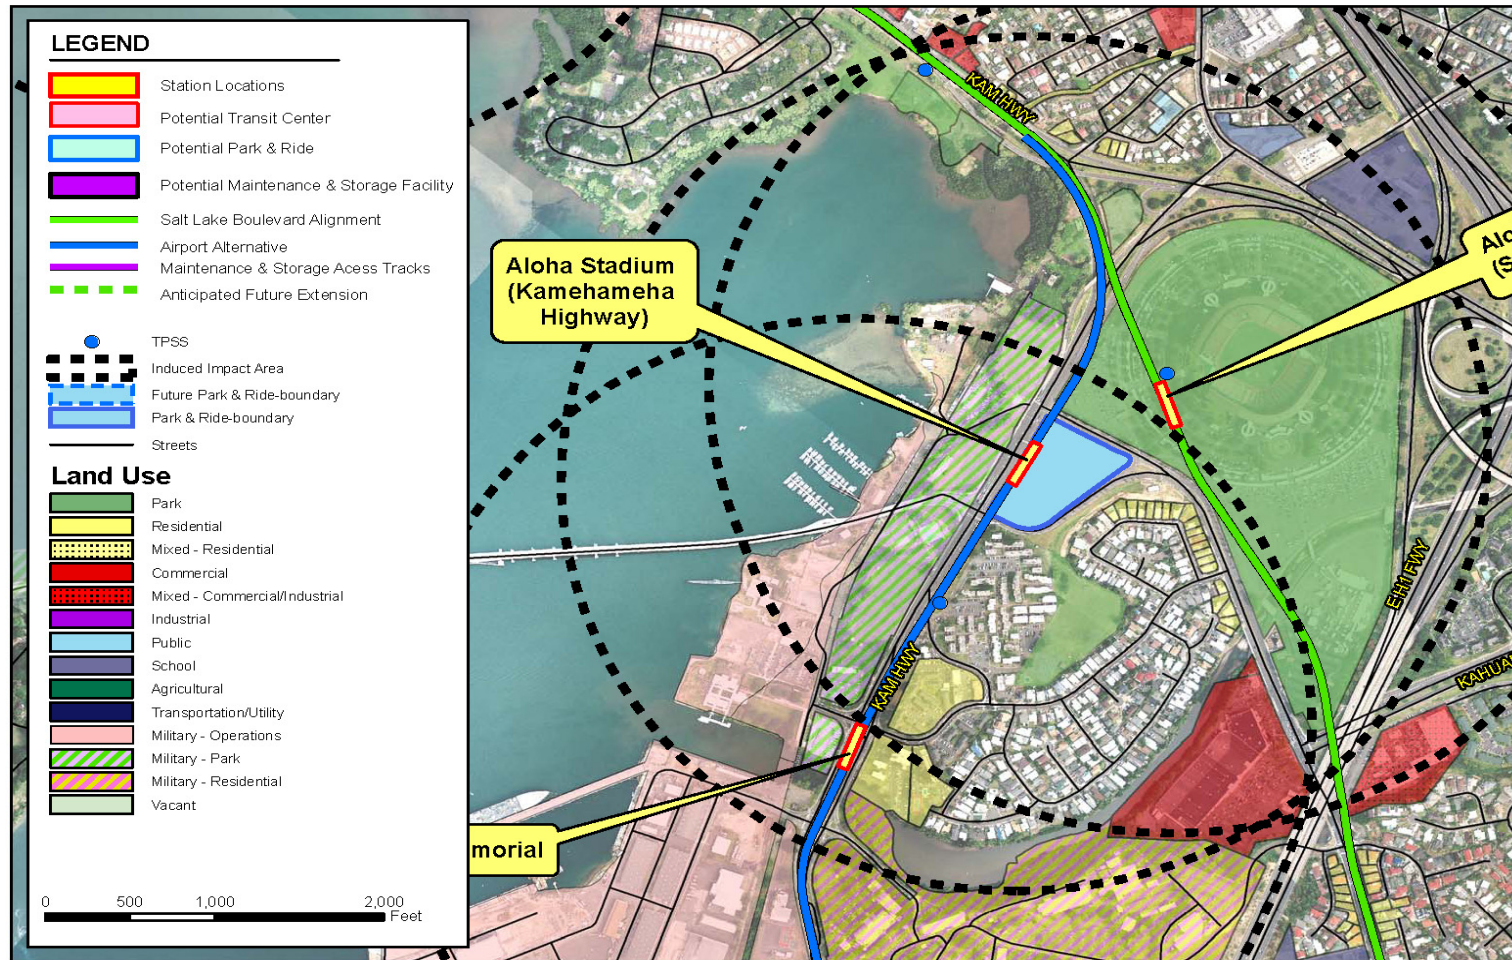 LEGEND
Station Locations
Potential Transit Center
Potential Park & Ride
Potential Maintenance & Storage Facility
Salt Lake Boulevard Alignment
Airport Alternative
Maintenance & Storage Acess Tracks
Anticipated Future Extension
TPSS
Induced Impact Area
Future Park & Ride-boundary
Park & Ride-boundary
Streets
Land Use
Park
Residential
Mixed - Residential
Commercial
Mixed - Commercial/Industrial
Industrial
Public
School
Agricultural
Transportation/Utility
Military - Operations
Military - Park
Military - Residential
Vacant
0 500 1,000 2,000
Feet
KAM HWY
Aloha Stadium
(Kamehameha
Highway)
Alo
(S
E H1 FWY
KAHUA
KAM HWY
morial